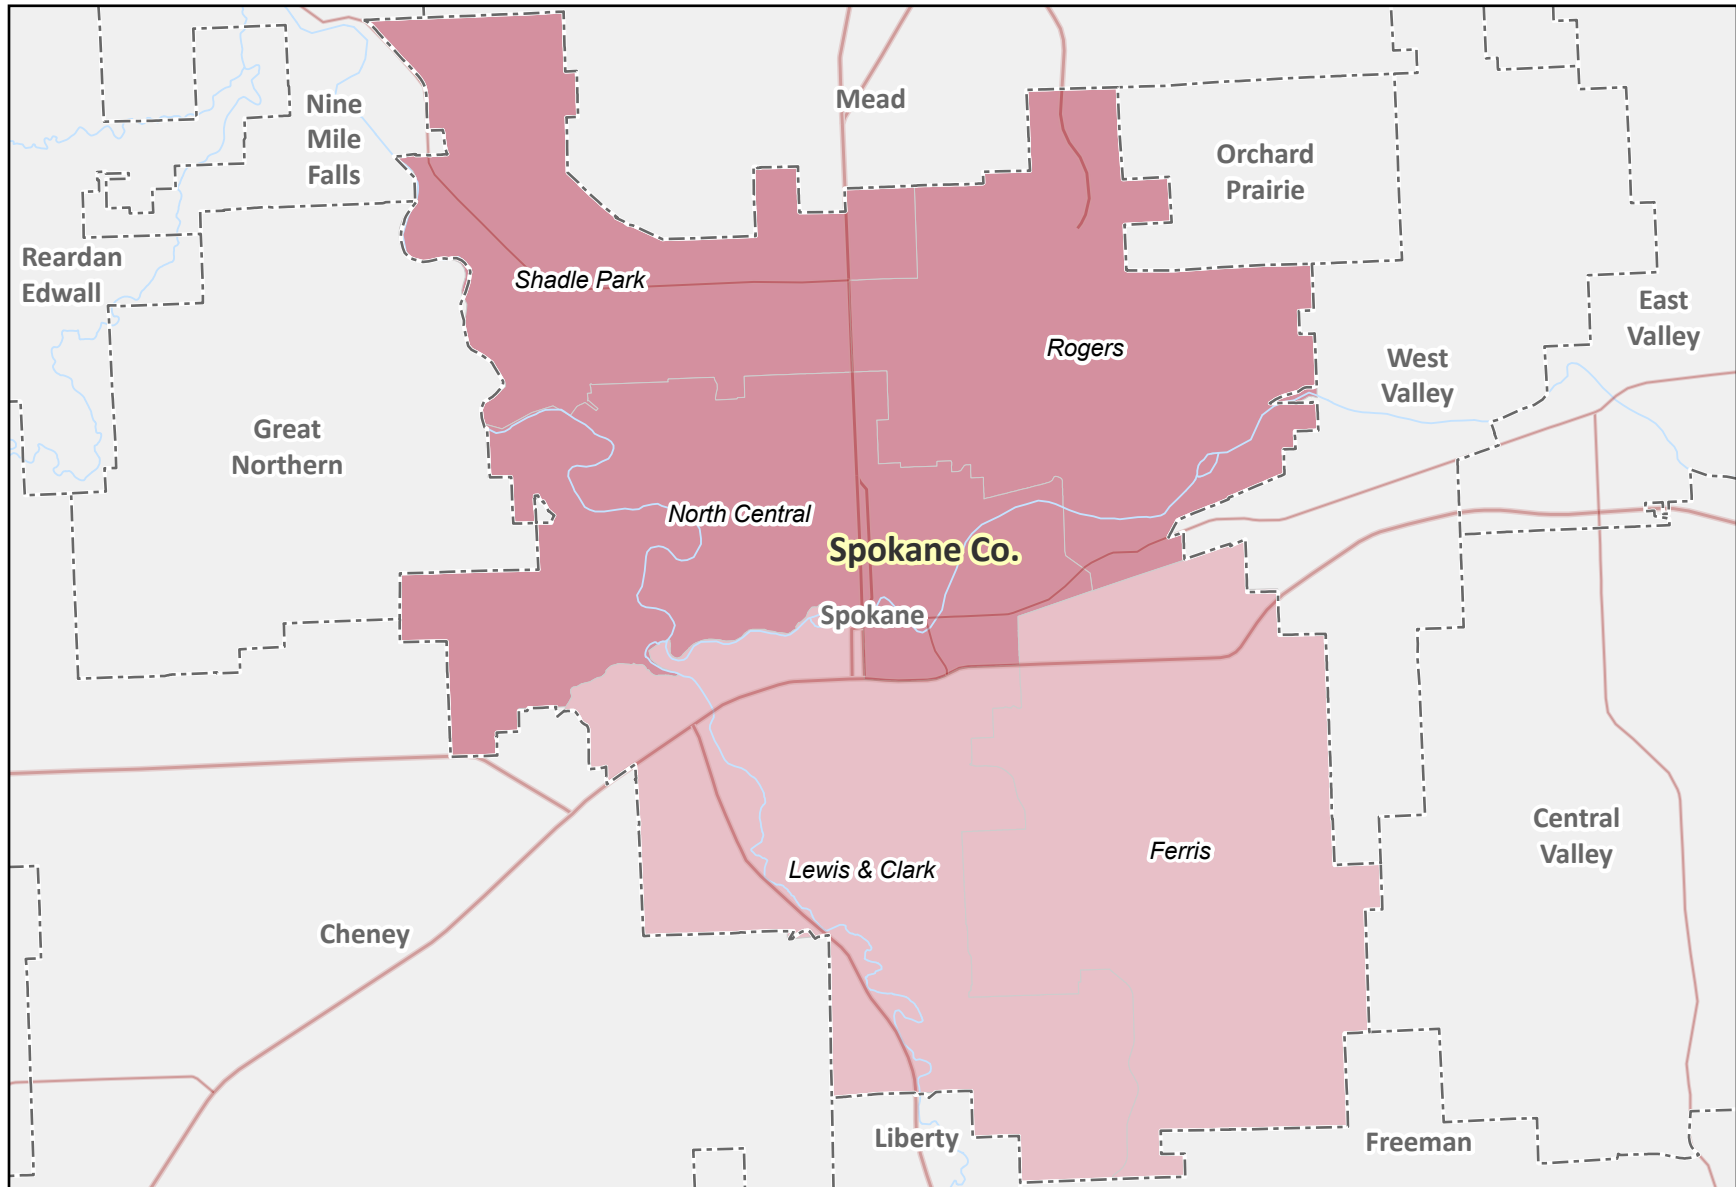 Mead
Nine
Mile
Falls
Orchard
Prairie
Reardan
Edwall
Shadle Park
East
Valley
Rogers
West
Valley
Great
Northern
North Central
Spokane Co.
Spokane
Central
Valley
Ferris
Lewis & Clark
Cheney
Liberty
Freeman